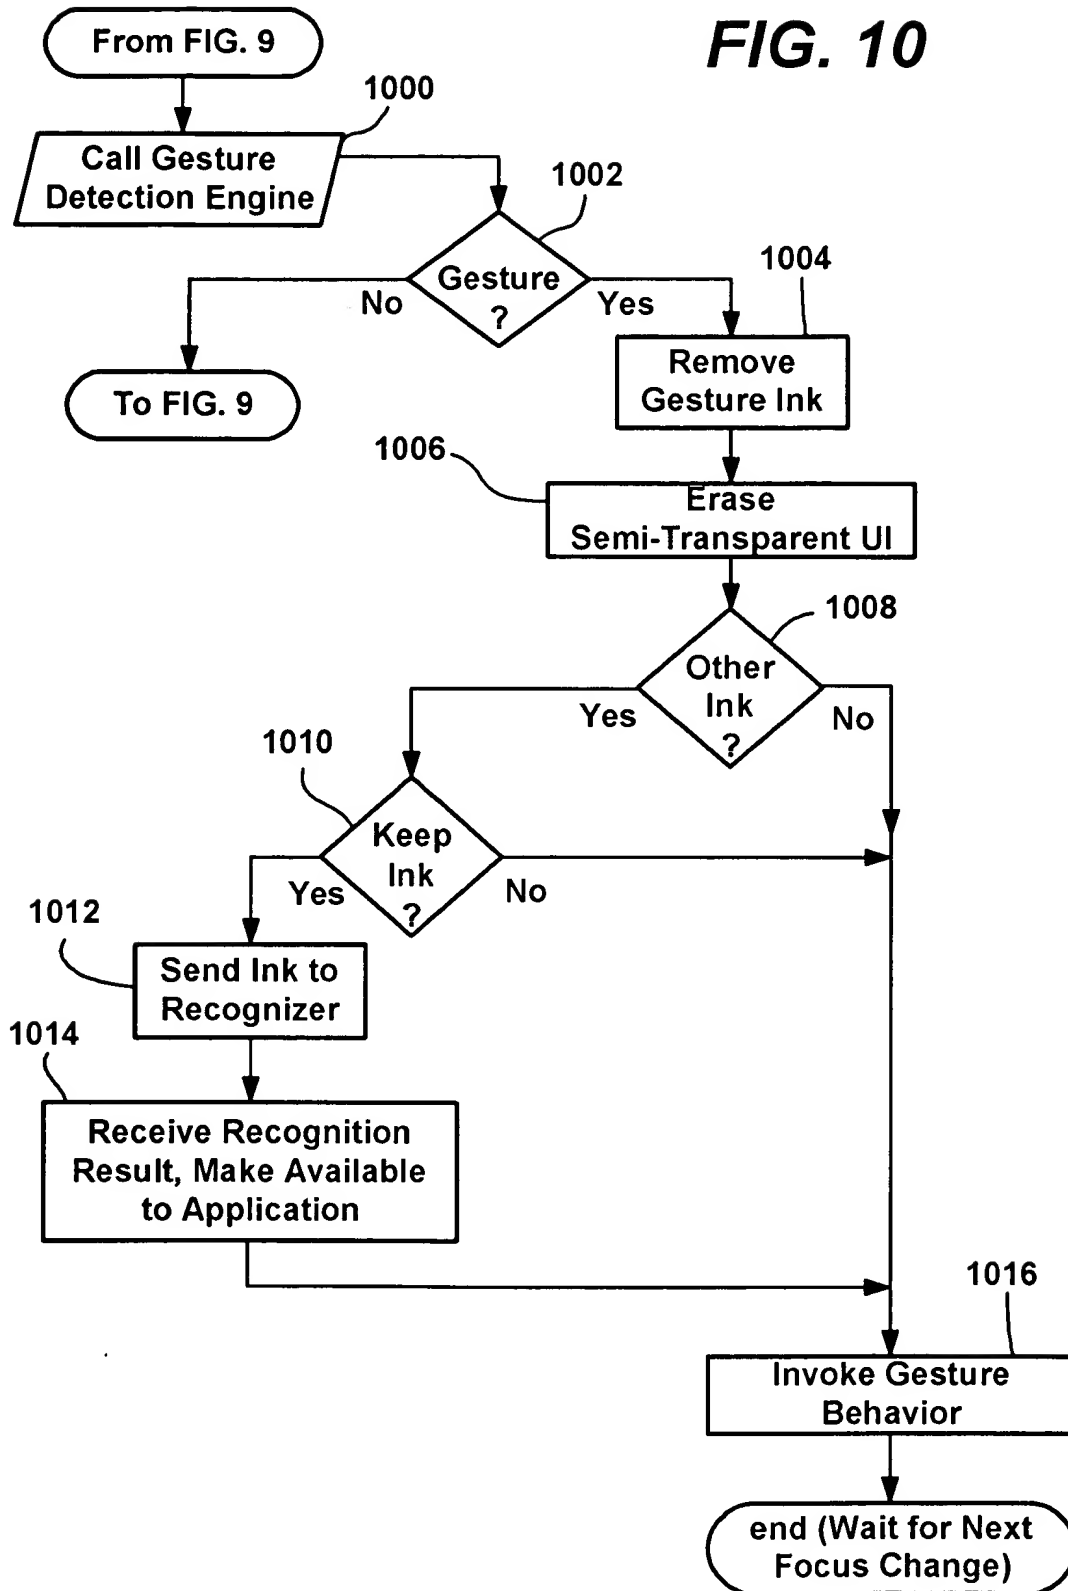 From FIG. 9
FIG. 10
1000
Call Gesture
Detection Engine
1002
Gesture
?
No
Yes
1004
To FIG. 9
Remove
Gesture Ink
1006
Erase
Semi-Transparent UI
1008
Other
Ink
?
Yes
No
1010
Keep
Ink
?
Yes
No
1012
Send Ink to
Recognizer
1014
Receive Recognition
Result, Make Available
to Application
1016
Invoke Gesture
Behavior
end (Wait for Next
Focus Change)